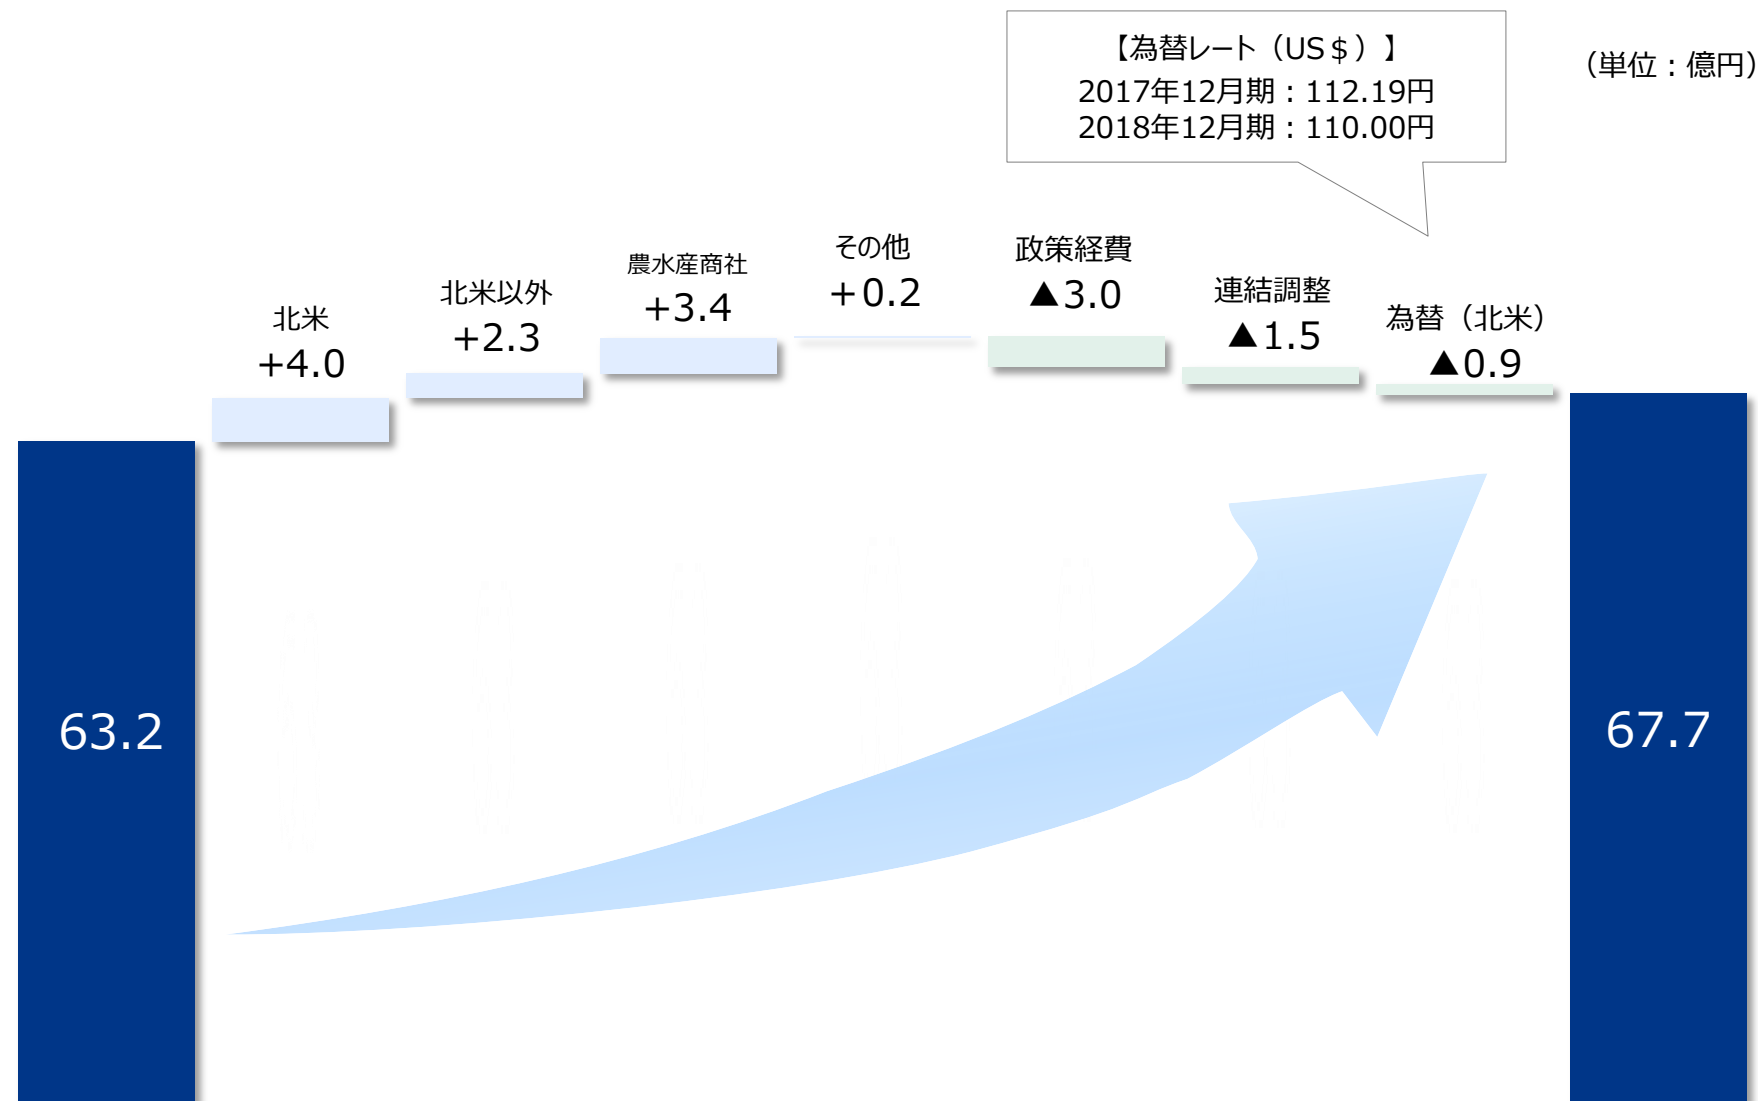 【為替レート（US＄）】
2017年12月期：112.19円
2018年12月期：110.00円
（単位：億円）
北米
+4.0
北米以外
+2.3
農水産商社
+3.4
その他
+0.2
政策経費
▲3.0
連結調整
▲1.5
為替（北米）
▲0.9
63.2
67.7